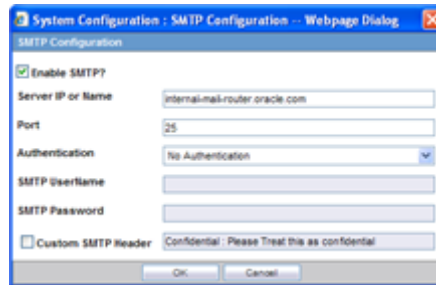 System Configuration : SMTP Configuration -- Webpage Dialog
SMTP Configuration
Enable SMTP?
Server IP or Name internal-mail-router.oracle.com
Port 25
Authentication No Authentication
SMTP UserName
SMTP Password
Custom SMTP Header Confidential : Please Treat this as confidential
OK Cancel